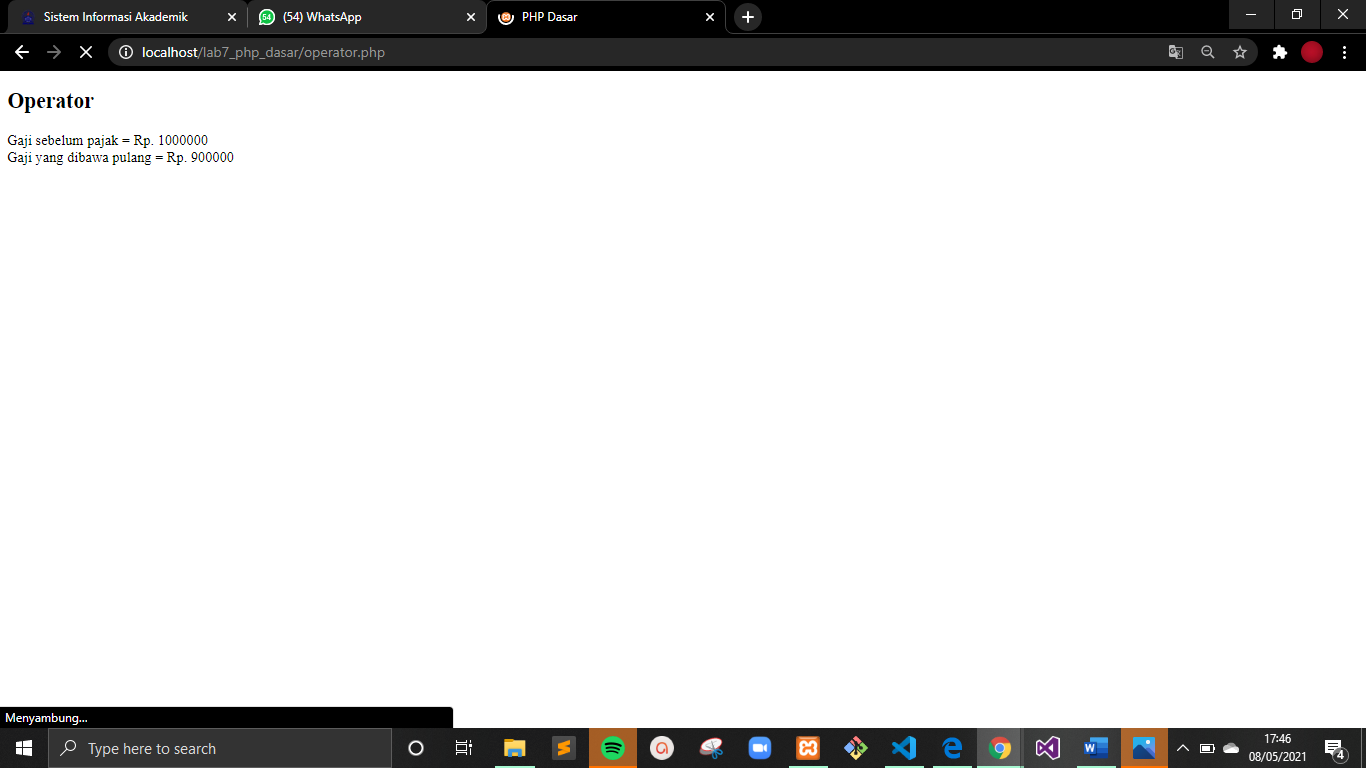 Sistem Informasi Akademik
54
(54) WhatsApp
PHP Dasar
localhost/lab7_php_dasar/operator.php
Operator
Gaji sebelum pajak = Rp. 1000000
Gaji yang dibawa pulang = Rp. 900000
Menyambung...
Type here to search
17:46
08/05/2021
4